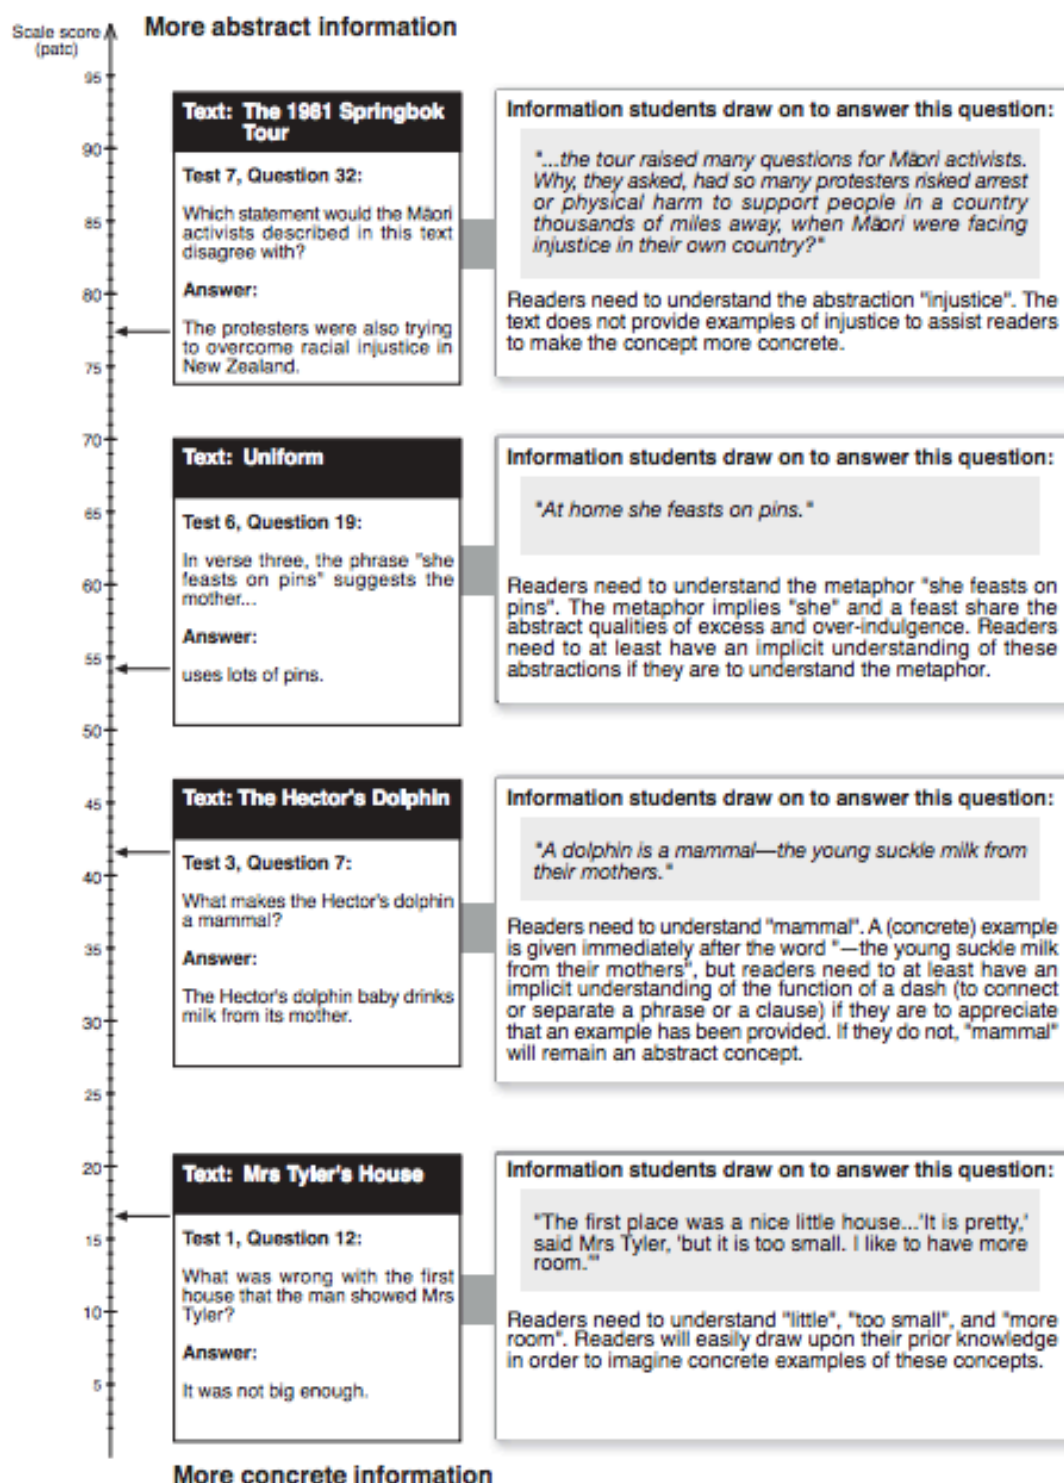 Scale score
(patc)
More abstract information
95
90
85
80
75
70
65
60
55
50
45
40
35
30
25
20
15
10
5
Text: The 1981 Springbok
Tour
Test 7, Question 32:
Which statement would the Māori
activists described in this text
disagree with?
Answer:
The protesters were also trying
to overcome racial injustice in
New Zealand.
Information students draw on to answer this question:
"...the tour raised many questions for Māori activists.
Why, they asked, had so many protesters risked arrest
or physical harm to support people in a country
thousands of miles away, when Māori were facing
injustice in their own country?"
Readers need to understand the abstraction "injustice". The
text does not provide examples of injustice to assist readers
to make the concept more concrete.
Text: Uniform
Test 6, Question 19:
In verse three, the phrase "she
feasts on pins" suggests the
mother...
Answer:
uses lots of pins.
Information students draw on to answer this question:
"At home she feasts on pins."
Readers need to understand the metaphor "she feasts on
pins". The metaphor implies "she" and a feast share the
abstract qualities of excess and over-indulgence. Readers
need to at least have an implicit understanding of these
abstractions if they are to understand the metaphor.
Text: The Hector's Dolphin
Test 3, Question 7:
What makes the Hector's dolphin
a mammal?
Answer:
The Hector's dolphin baby drinks
milk from its mother.
Information students draw on to answer this question:
"A dolphin is a mammal—the young suckle milk from
their mothers."
Readers need to understand "mammal". A (concrete) example
is given immediately after the word "—the young suckle milk
from their mothers", but readers need to at least have an
implicit understanding of the function of a dash (to connect
or separate a phrase or a clause) if they are to appreciate
that an example has been provided. If they do not, "mammal"
will remain an abstract concept.
Text: Mrs Tyler's House
Test 1, Question 12:
What was wrong with the first
house that the man showed Mrs
Tyler?
Answer:
It was not big enough.
Information students draw on to answer this question:
"The first place was a nice little house...'It is pretty,'
said Mrs Tyler, 'but it is too small. I like to have more
room.'"
Readers need to understand "little", "too small", and "more
room". Readers will easily draw upon their prior knowledge
in order to imagine concrete examples of these concepts.
More concrete information